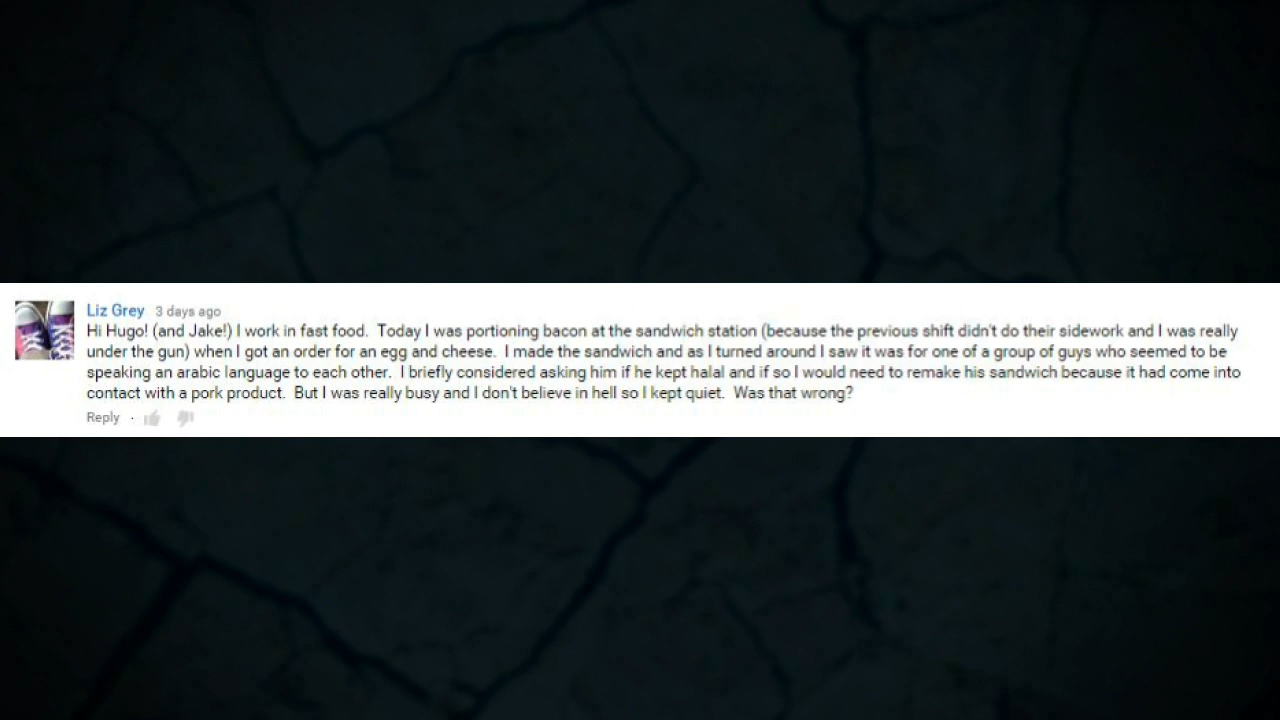 Liz Grey 3 days ago
Hi Hugo! (and Jake!) I work in fast food.  Today I was portioning bacon at the sandwich station (because the previous shift didn't do their sidework and I was really
under the gun) when I got an order for an egg and cheese.  I made the sandwich and as I turned around I saw it was for one of a group of guys who seemed to be
speaking an arabic language to each other.  I briefly considered asking him if he kept halal and if so I would need to remake his sandwich because it had come into
contact with a pork product.  But I was really busy and I don't believe in hell so I kept quiet.  Was that wrong?
Reply ·